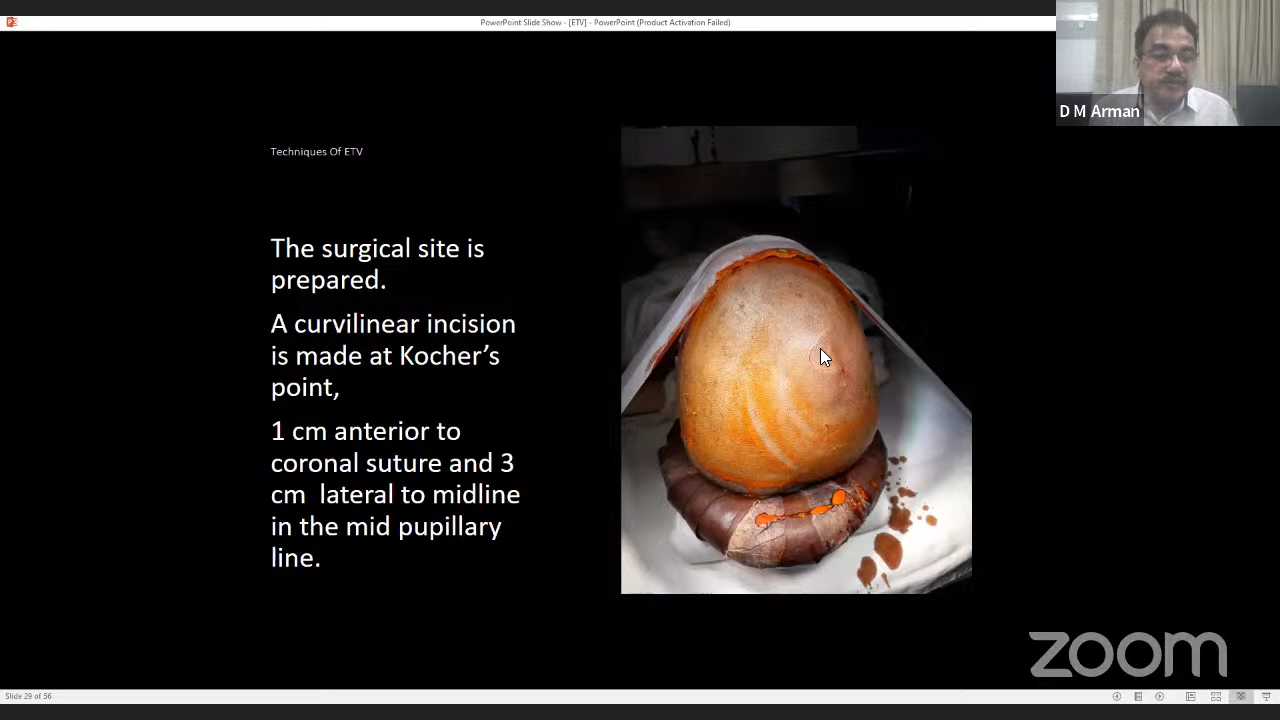 PowerPoint Slide Show - [ETV] - PowerPoint (Product Activation Failed)
D M Arman
Techniques Of ETV
The surgical site is
prepared.
A curvilinear incision
is made at Kocher’s
point,
1 cm anterior to
coronal suture and 3
cm  lateral to midline
in the mid pupillary
line.
zoom
Slide 29 of 56